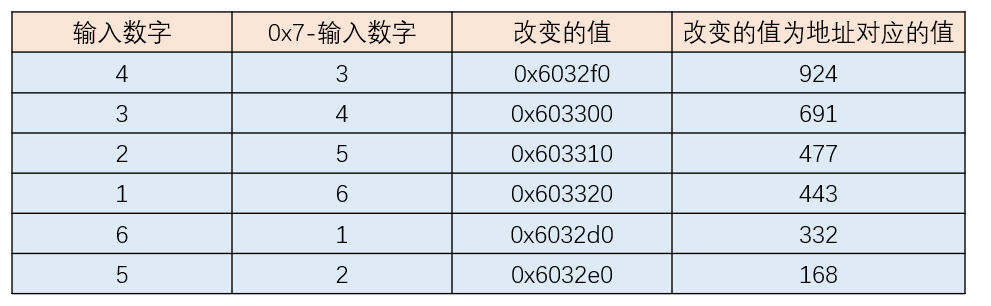 输入数字 0x7-输入数字 改变的值 改变的值为地址对应的值
4 3 0x6032f0 924
3 4 0x603300 691
2 5 0x603310 477
1 6 0x603320 443
6 1 0x6032d0 332
5 2 0x6032e0 168